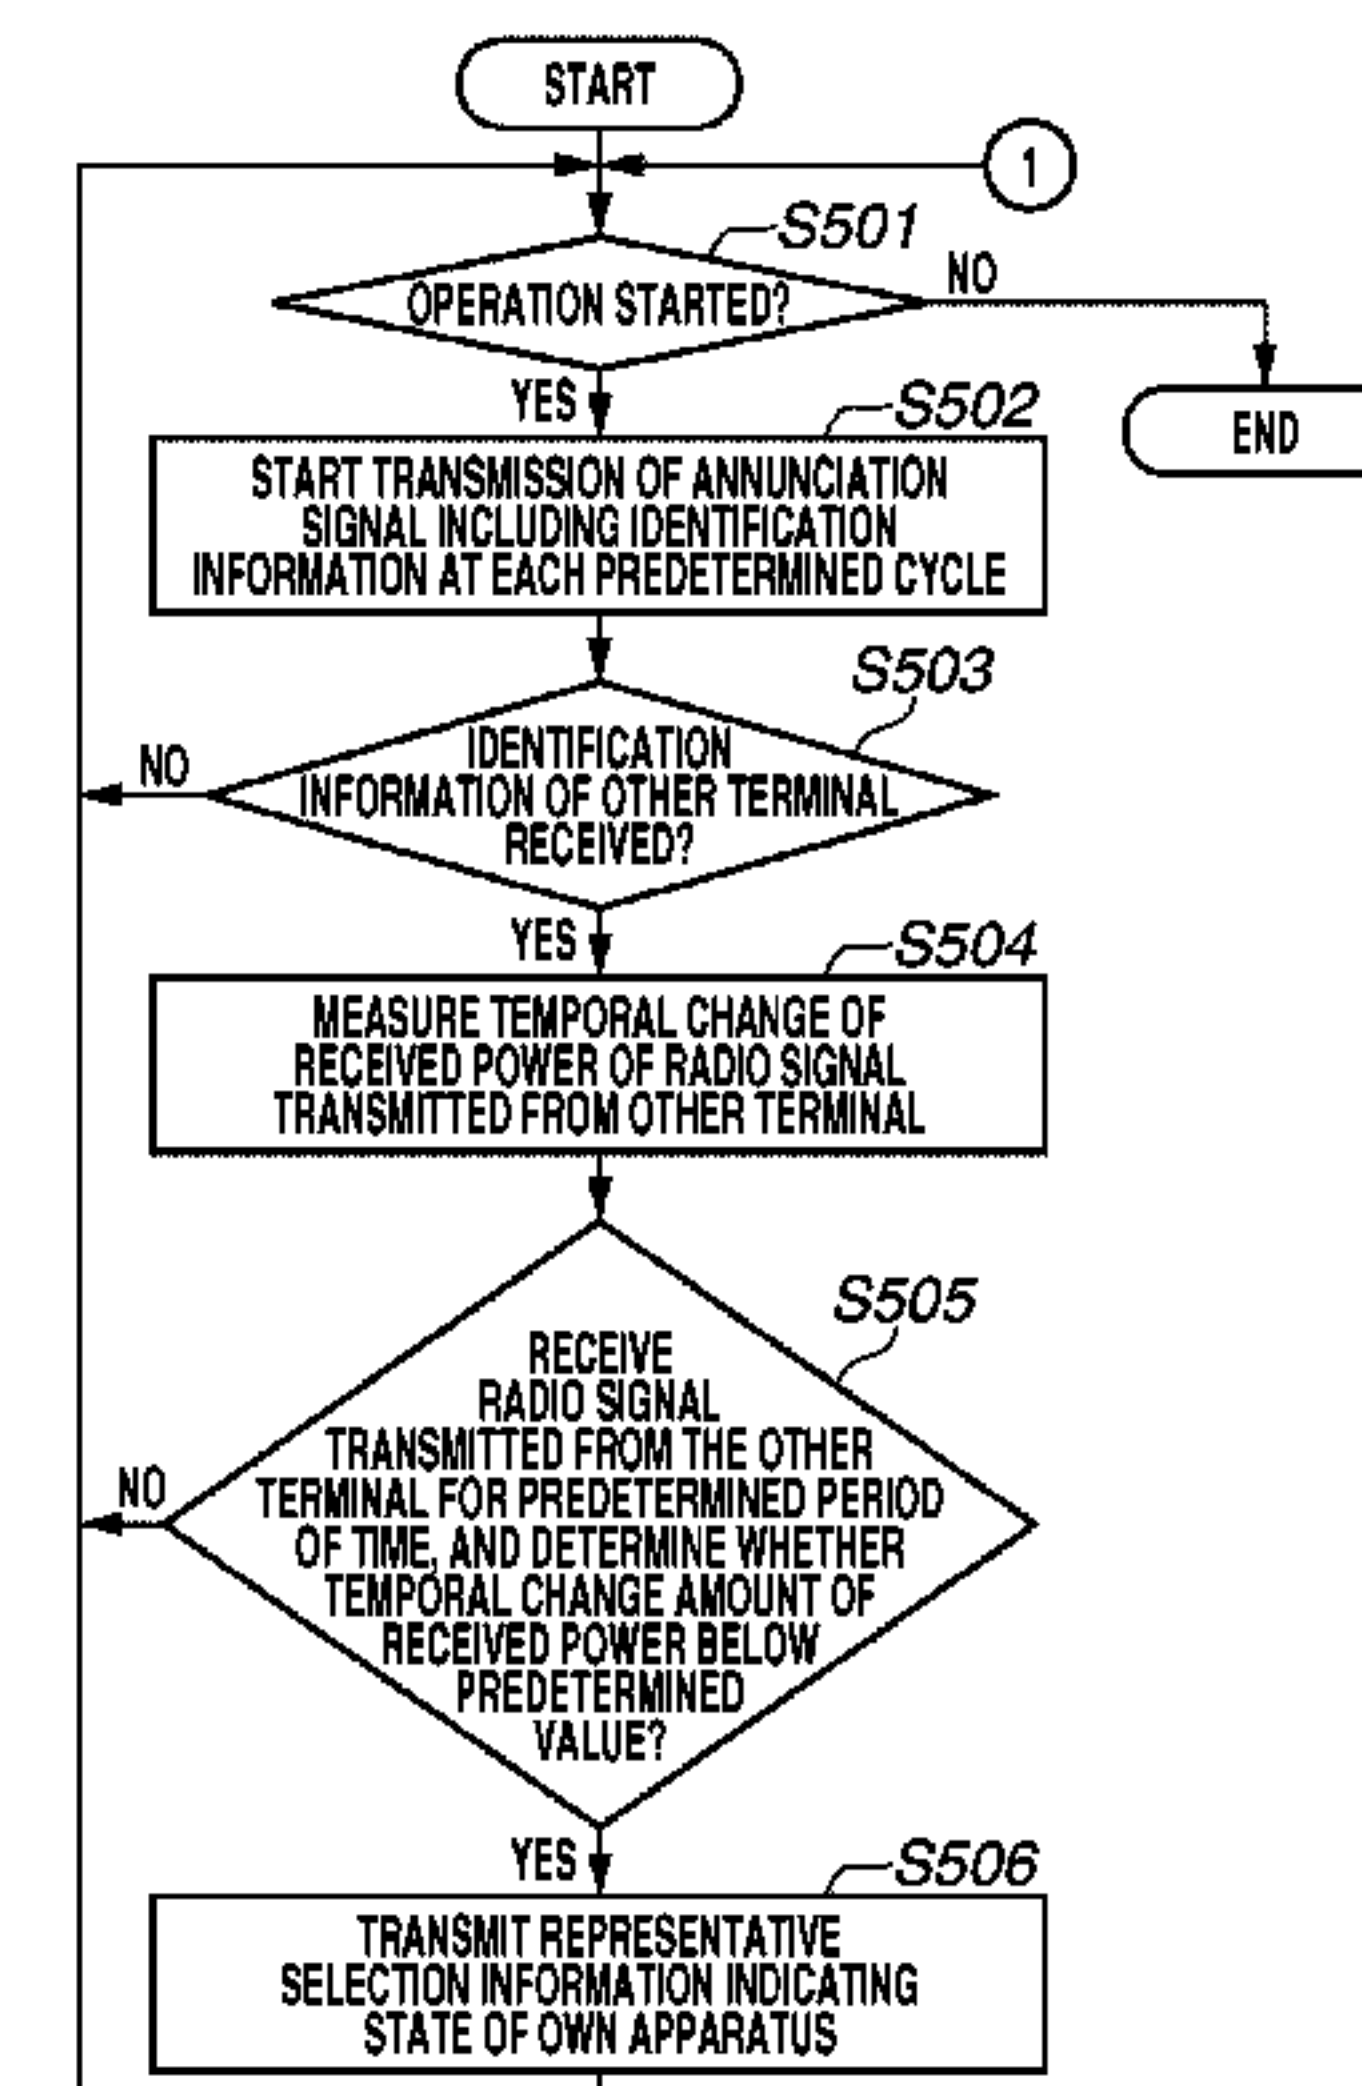 START
1
S501
OPERATION STARTED?
NO
YES
END
S502
START TRANSMISSION OF ANNUNCIATION
SIGNAL INCLUDING IDENTIFICATION
INFORMATION AT EACH PREDETERMINED CYCLE
S503
IDENTIFICATION
INFORMATION OF OTHER TERMINAL
RECEIVED?
NO
YES
S504
MEASURE TEMPORAL CHANGE OF
RECEIVED POWER OF RADIO SIGNAL
TRANSMITTED FROM OTHER TERMINAL
S505
RECEIVE
RADIO SIGNAL
TRANSMITTED FROM THE OTHER
TERMINAL FOR PREDETERMINED PERIOD
OF TIME, AND DETERMINE WHETHER
TEMPORAL CHANGE AMOUNT OF
RECEIVED POWER BELOW
PREDETERMINED
VALUE?
NO
YES
S506
TRANSMIT REPRESENTATIVE
SELECTION INFORMATION INDICATING
STATE OF OWN APPARATUS